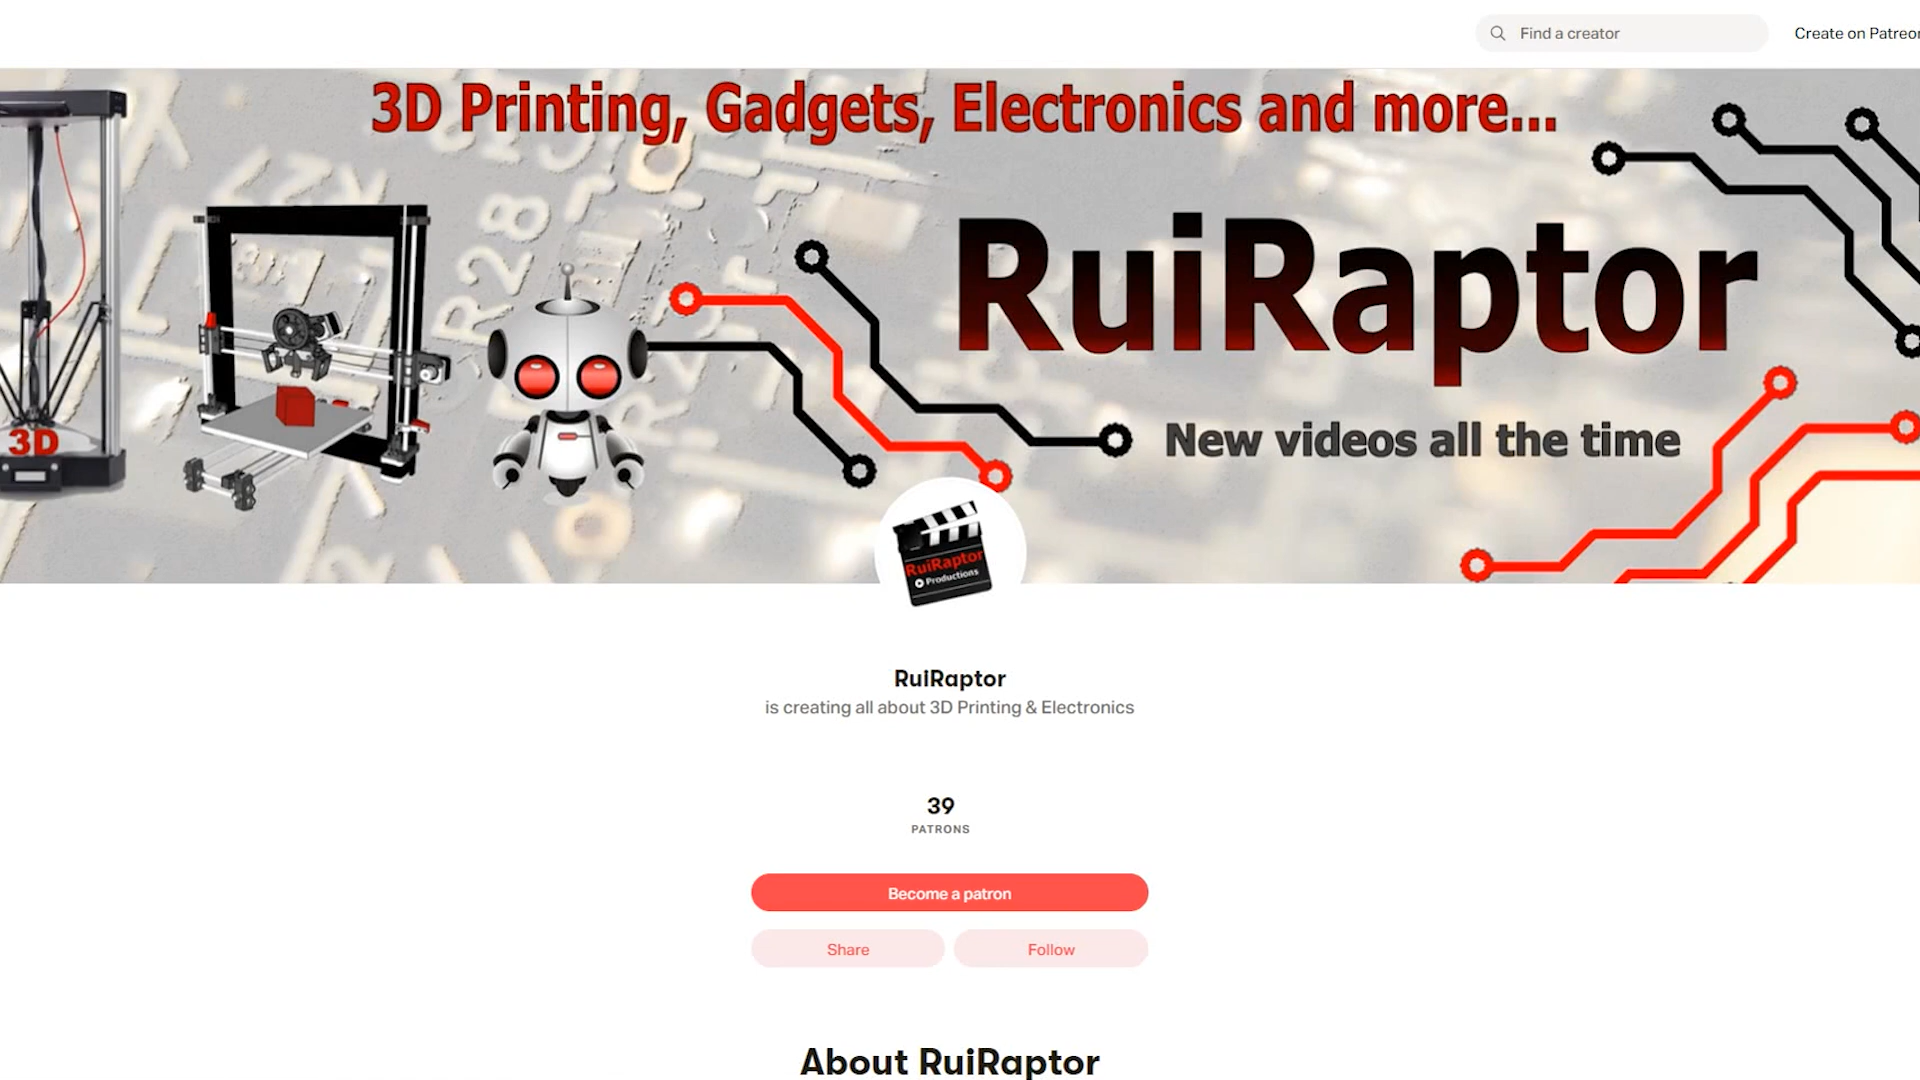 Find a creator
Create on Patreon
3D Printing, Gadgets, Electronics and more...
RuiRaptor
R28
New videos all the time
3D
RuiRaptor
Productions
RuiRaptor
is creating all about 3D Printing & Electronics
39
PATRONS
Become a patron
Share
Follow
About RuiRaptor